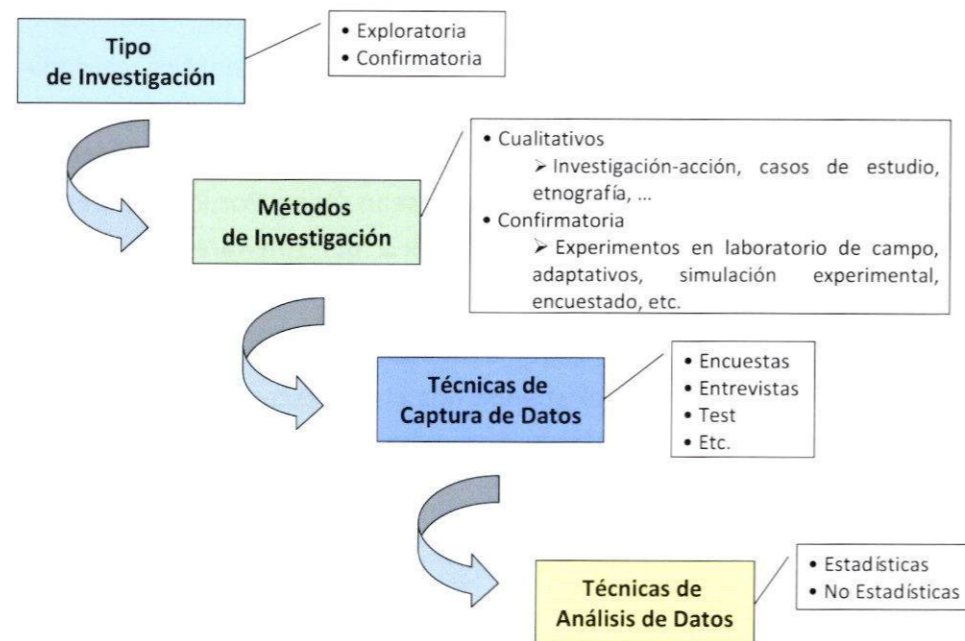 Tipo
de Investigación
• Exploratoria
• Confirmatoria
Métodos
de Investigación
• Cualitativos
➢ Investigación-acción, casos de estudio,
etnografía, ...
• Confirmatoria
➢ Experimentos en laboratorio de campo,
adaptativos, simulación experimental,
encuestado, etc.
Técnicas de
Captura de Datos
• Encuestas
• Entrevistas
• Test
• Etc.
Técnicas de
Análisis de Datos
• Estadísticas
• No Estadísticas